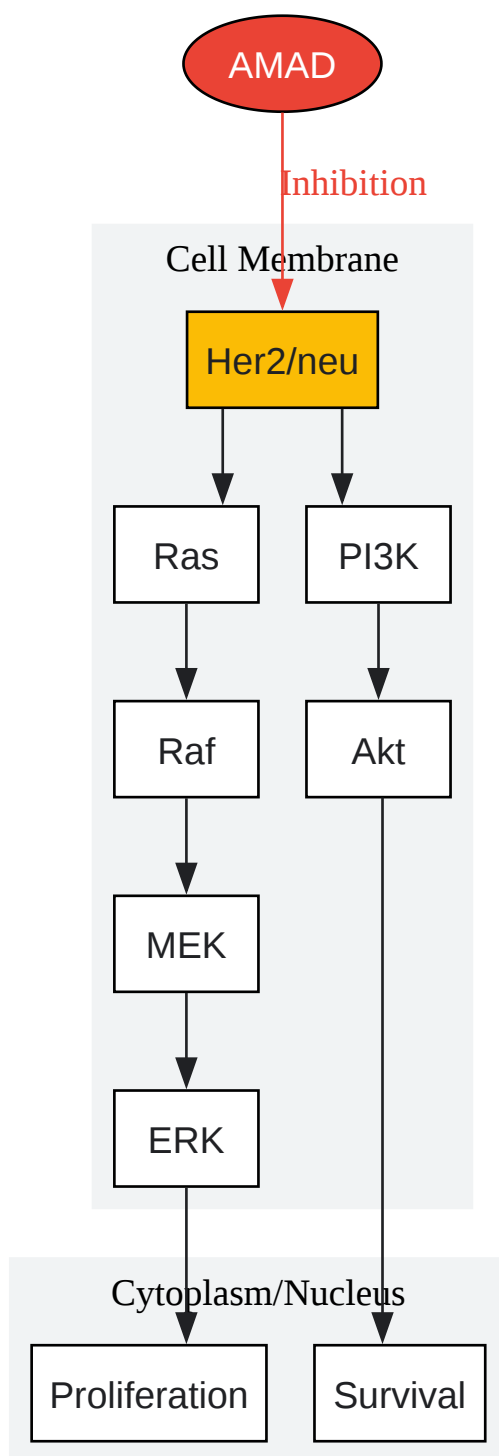 AMAD
Inhibition
Cell Membrane
Her2/neu
Ras
PI3K
Raf
Akt
MEK
ERK
Cytoplasm/Nucleus
Proliferation
Survival